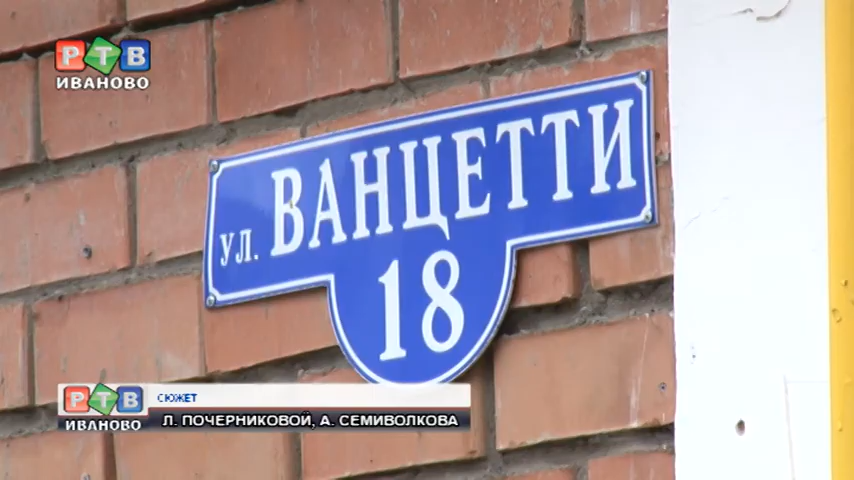 РТВ
ИВАНОВО
ул. ВАНЦЕТТИ
18
РТВ
ИВАНОВО
СЮЖЕТ
Л. ПОЧЕРНИКОВОЙ, А. СЕМИВОЛКОВА